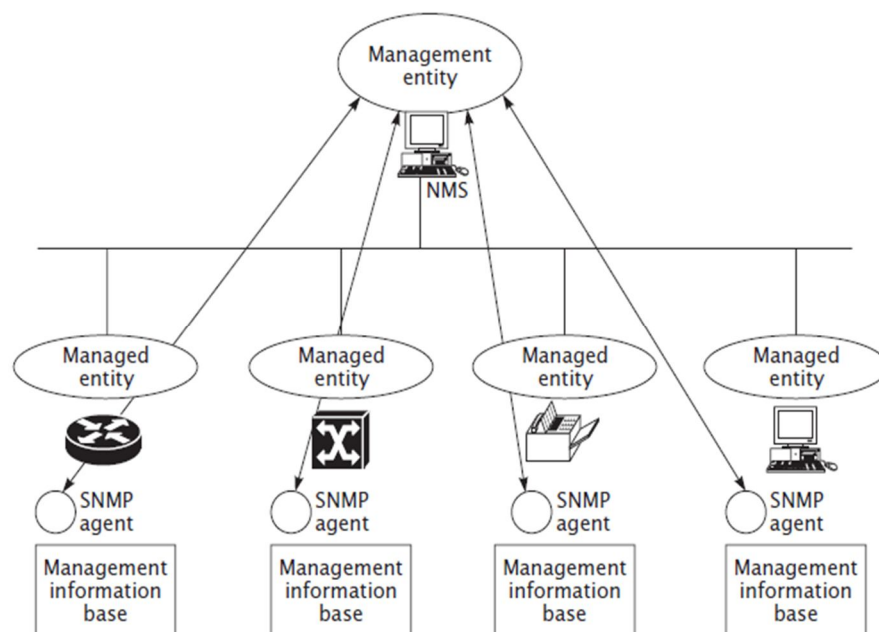 Management
entity
NMS
Managed
entity
Managed
entity
Managed
entity
Managed
entity
SNMP
agent
SNMP
agent
SNMP
agent
SNMP
agent
Management
information
base
Management
information
base
Management
information
base
Management
information
base